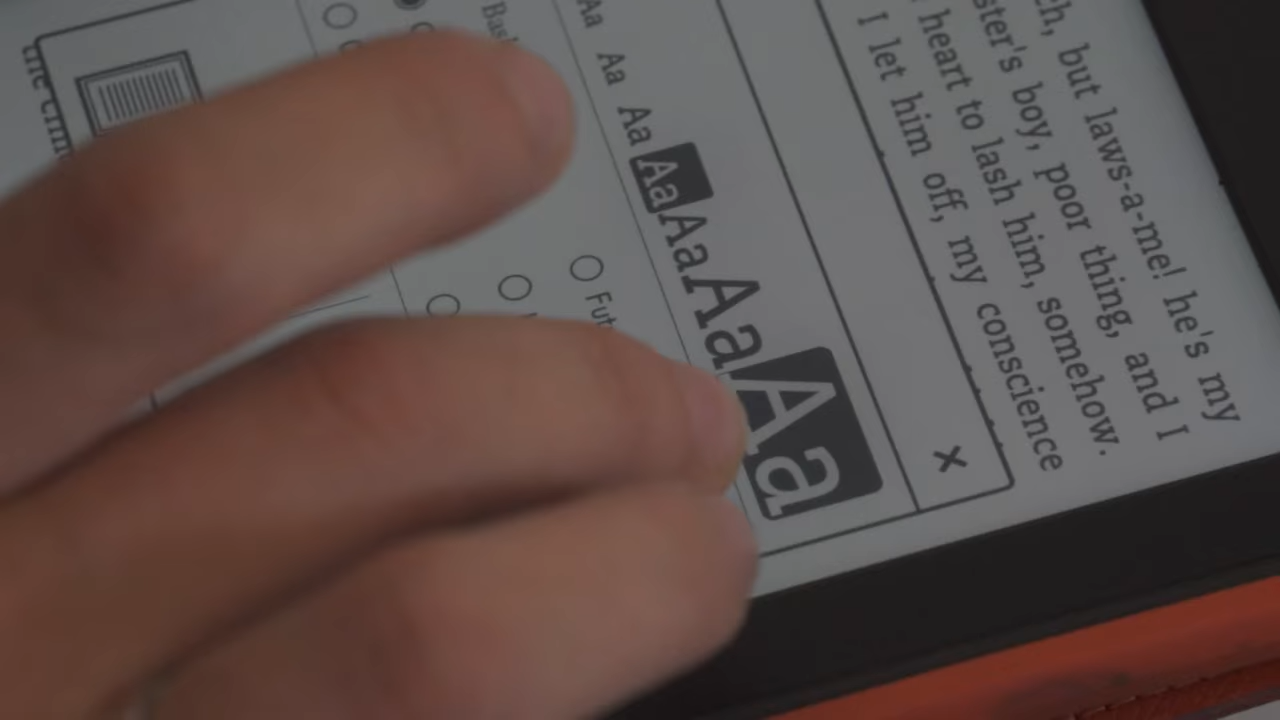 ch, but laws-a-me! he's my
ster's boy, poor thing, and I
heart to lash him, somehow.
I let him off, my conscience
×
Aa Aa Aa Aa Aa Aa Aa